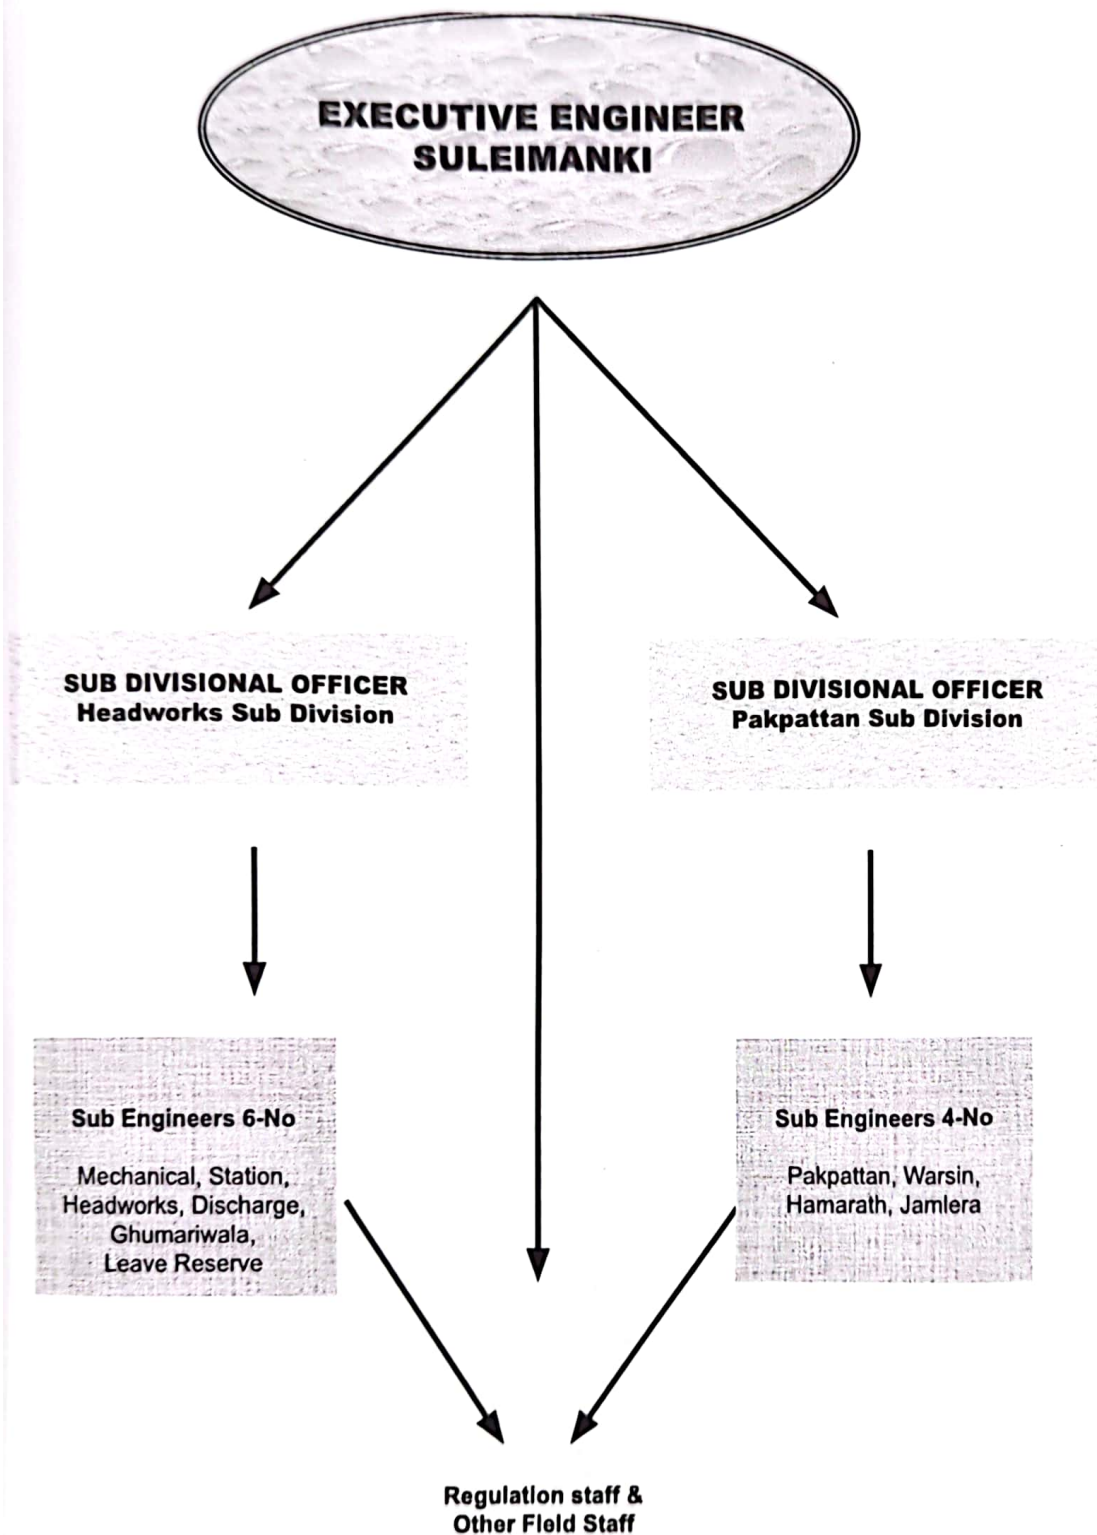 EXECUTIVE ENGINEER
SULEIMANKI
SUB DIVISIONAL OFFICER
Headworks Sub Division
SUB DIVISIONAL OFFICER
Pakpattan Sub Division
Sub Engineers 6-No
Mechanical, Station,
Headworks, Discharge,
Ghumariwala,
Leave Reserve
Sub Engineers 4-No
Pakpattan, Warsin,
Hamarath, Jamlera
Regulation staff &
Other Field Staff